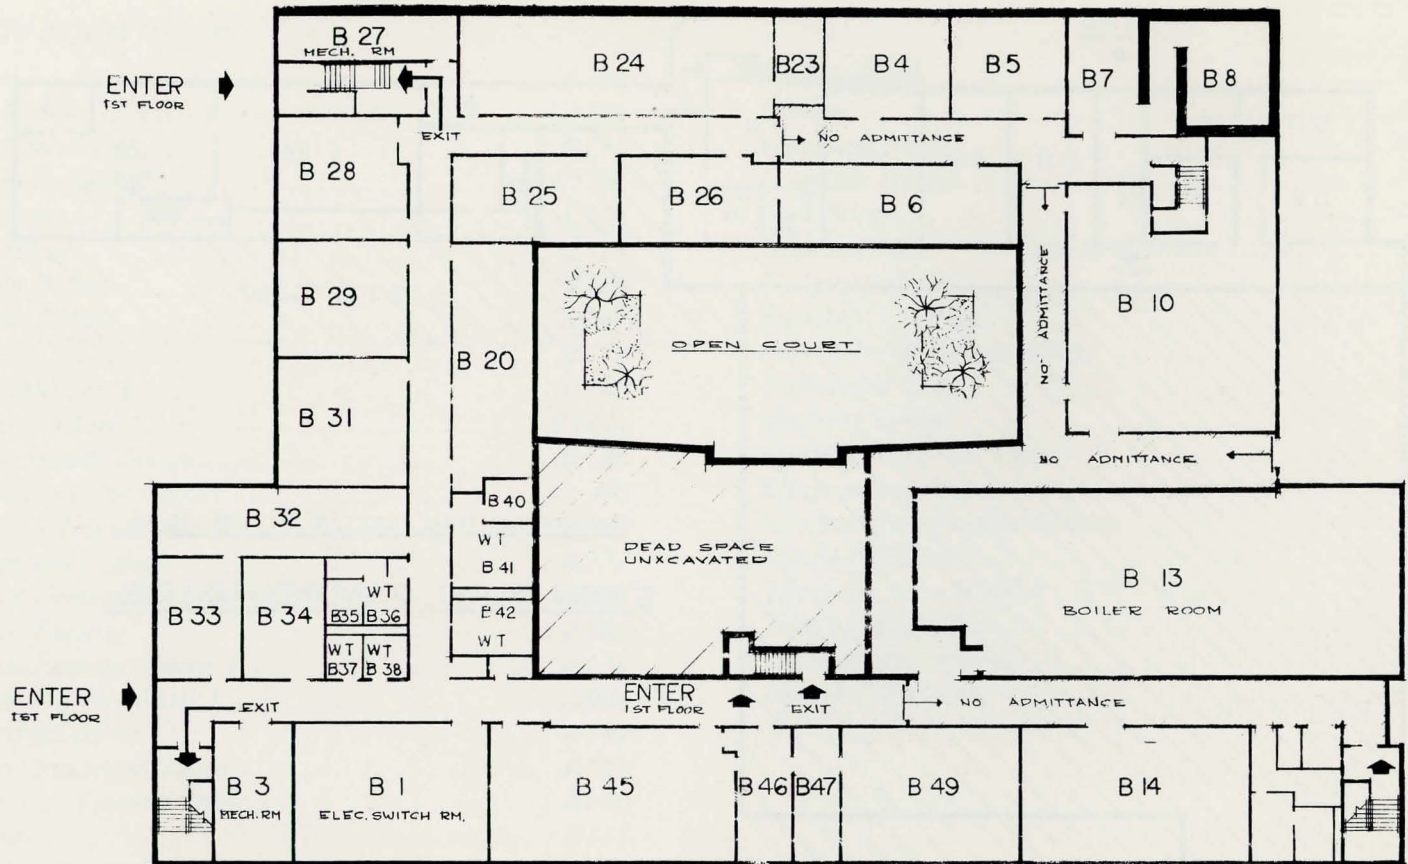 B 27
MECH. RM
B 24
B23
B 4
B 5
B 7
B 8
ENTER
1ST FLOOR
EXIT
NO ADMITTANCE
B 28
B 25
B 26
B 6
B 29
NO ADMITTANCE
B 10
B 20
OPEN COURT
B 31
NO ADMITTANCE
B 40
B 32
WT
B 41
DEAD SPACE
UNXCAVATED
B 13
BOILER ROOM
B 33
B 34
WT
B35
B 36
B42
WT
WT
B37
WT
B 38
ENTER
1ST FLOOR
EXIT
ENTER
1ST FLOOR
EXIT
NO ADMITTANCE
B 3
MECH. RM
B 1
ELEC. SWITCH RM.
B 45
B 46
B47
B 49
B 14